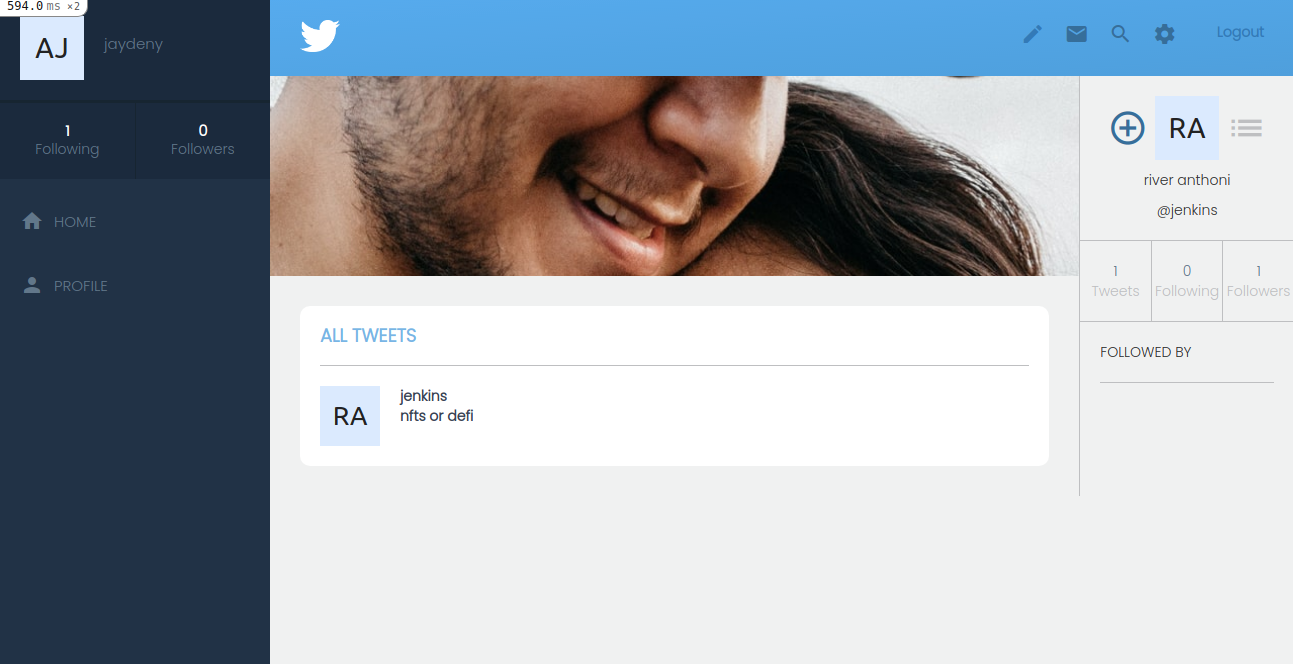 594.0 ms ×2
AJ
jaydeny
1
Following
0
Followers
HOME
PROFILE
Logout
RA
river anthoni
@jenkins
1
Tweets
0
Following
1
Followers
FOLLOWED BY
ALL TWEETS
RA
jenkins
nfts or defi